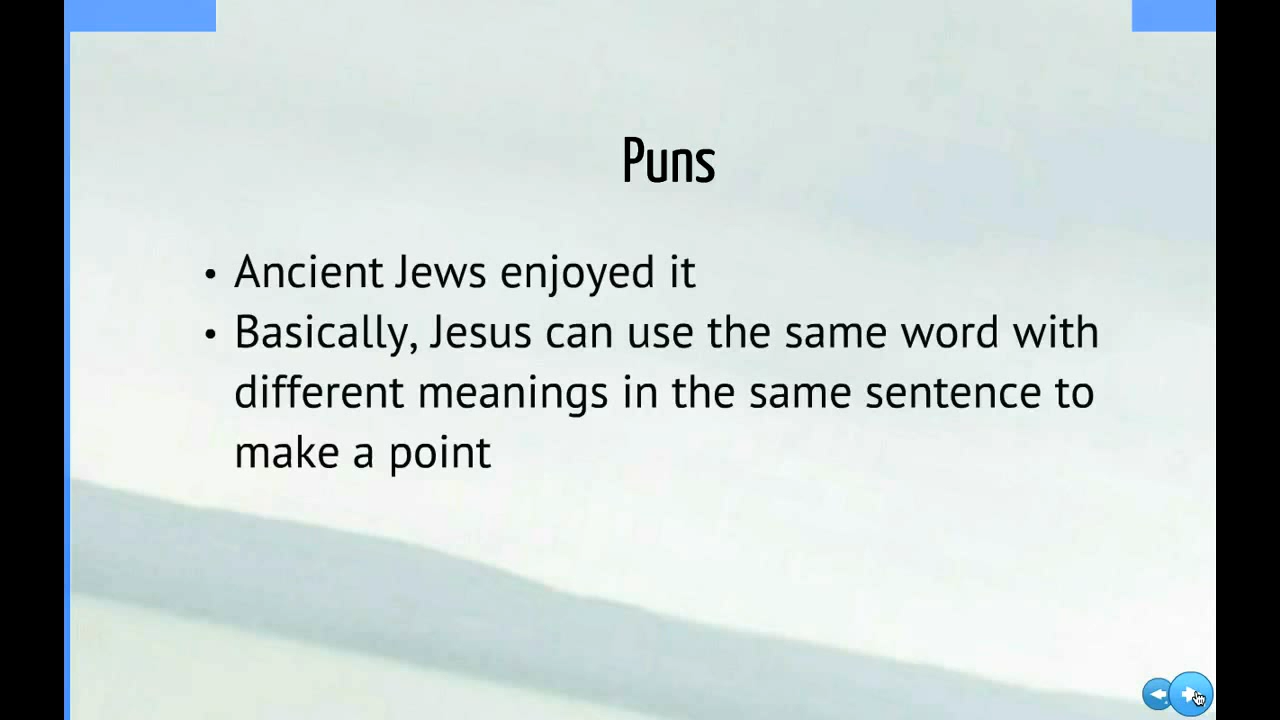 Puns
• Ancient Jews enjoyed it
• Basically, Jesus can use the same word with
different meanings in the same sentence to
make a point